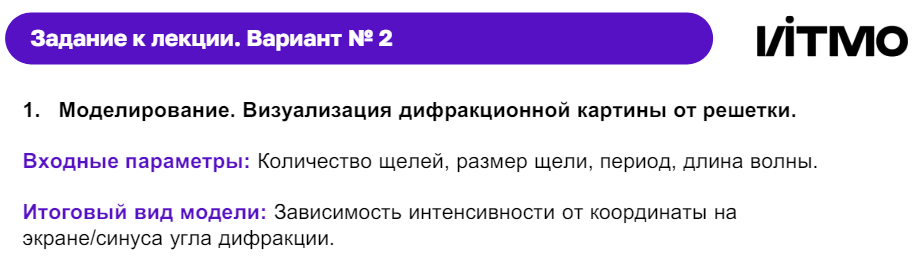 Задание к лекции. Вариант № 2
ИТМО
1. Моделирование. Визуализация дифракционной картины от решетки.
Входные параметры: Количество щелей, размер щели, период, длина волны.
Итоговый вид модели: Зависимость интенсивности от координаты на
экране/синуса угла дифракции.